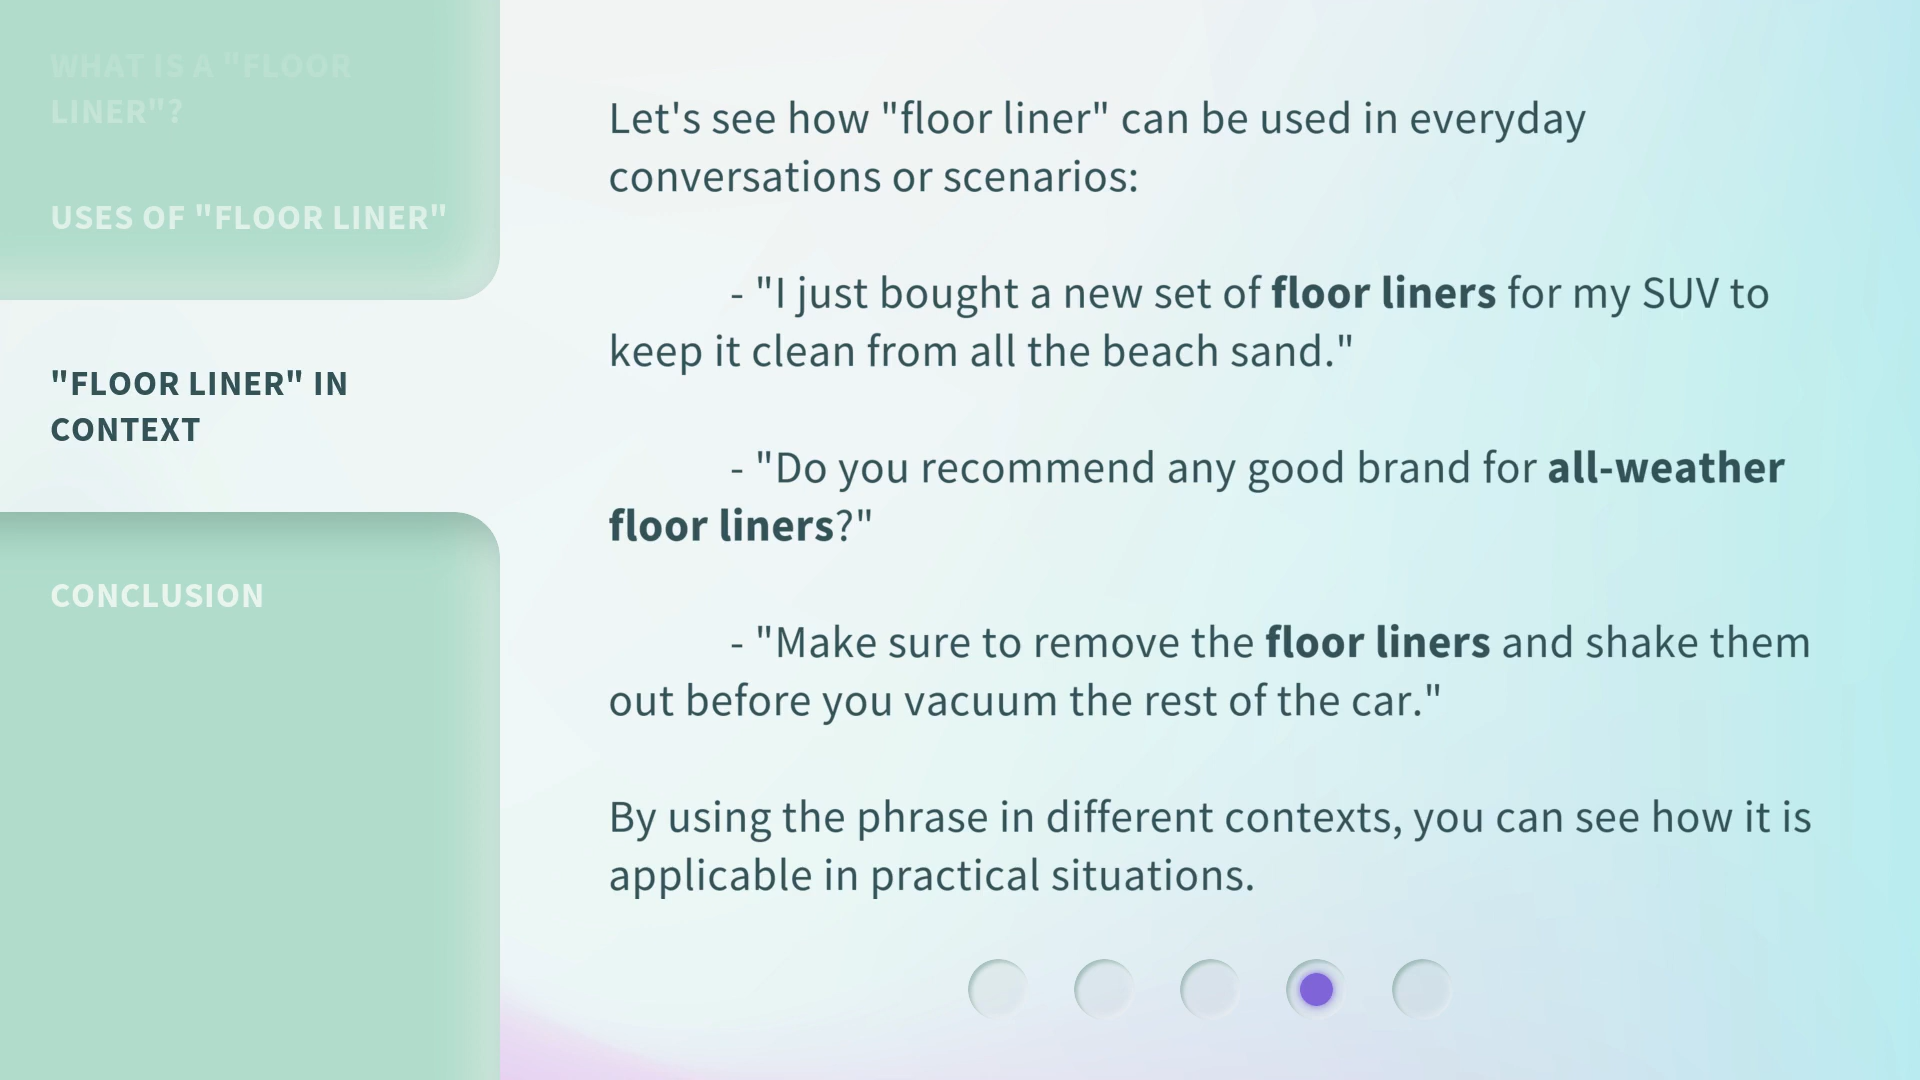 WHAT IS A "FLOOR
LINER"?
USES OF "FLOOR LINER"
"FLOOR LINER" IN
CONTEXT
CONCLUSION
Let's see how "floor liner" can be used in everyday
conversations or scenarios:
- "I just bought a new set of floor liners for my SUV to
keep it clean from all the beach sand."
- "Do you recommend any good brand for all-weather
floor liners?"
- "Make sure to remove the floor liners and shake them
out before you vacuum the rest of the car."
By using the phrase in different contexts, you can see how it is
applicable in practical situations.